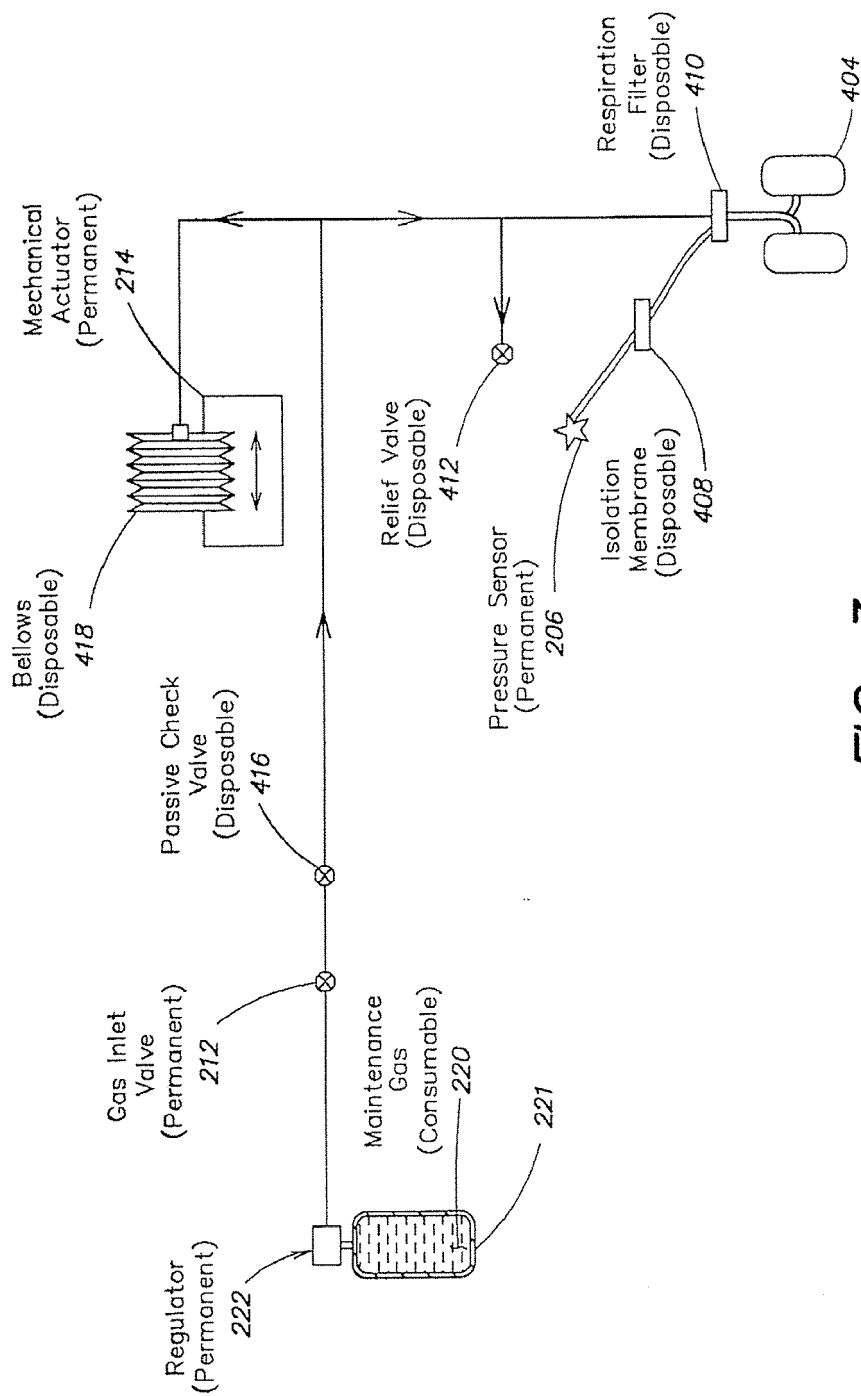 Regulator
(Permanent)
222
Gas Inlet
Valve
(Permanent)
212
Maintenance
Gas
(Consumable)
220
221
Passive Check
Valve
(Disposable)
416
Bellows
(Disposable)
418
Mechanical
Actuator
(Permanent)
214
Relief Valve
(Disposable)
412
Pressure Sensor
(Permanent)
206
Isolation
Membrane
(Disposable)
408
Respiration
Filter
(Disposable)
410
404